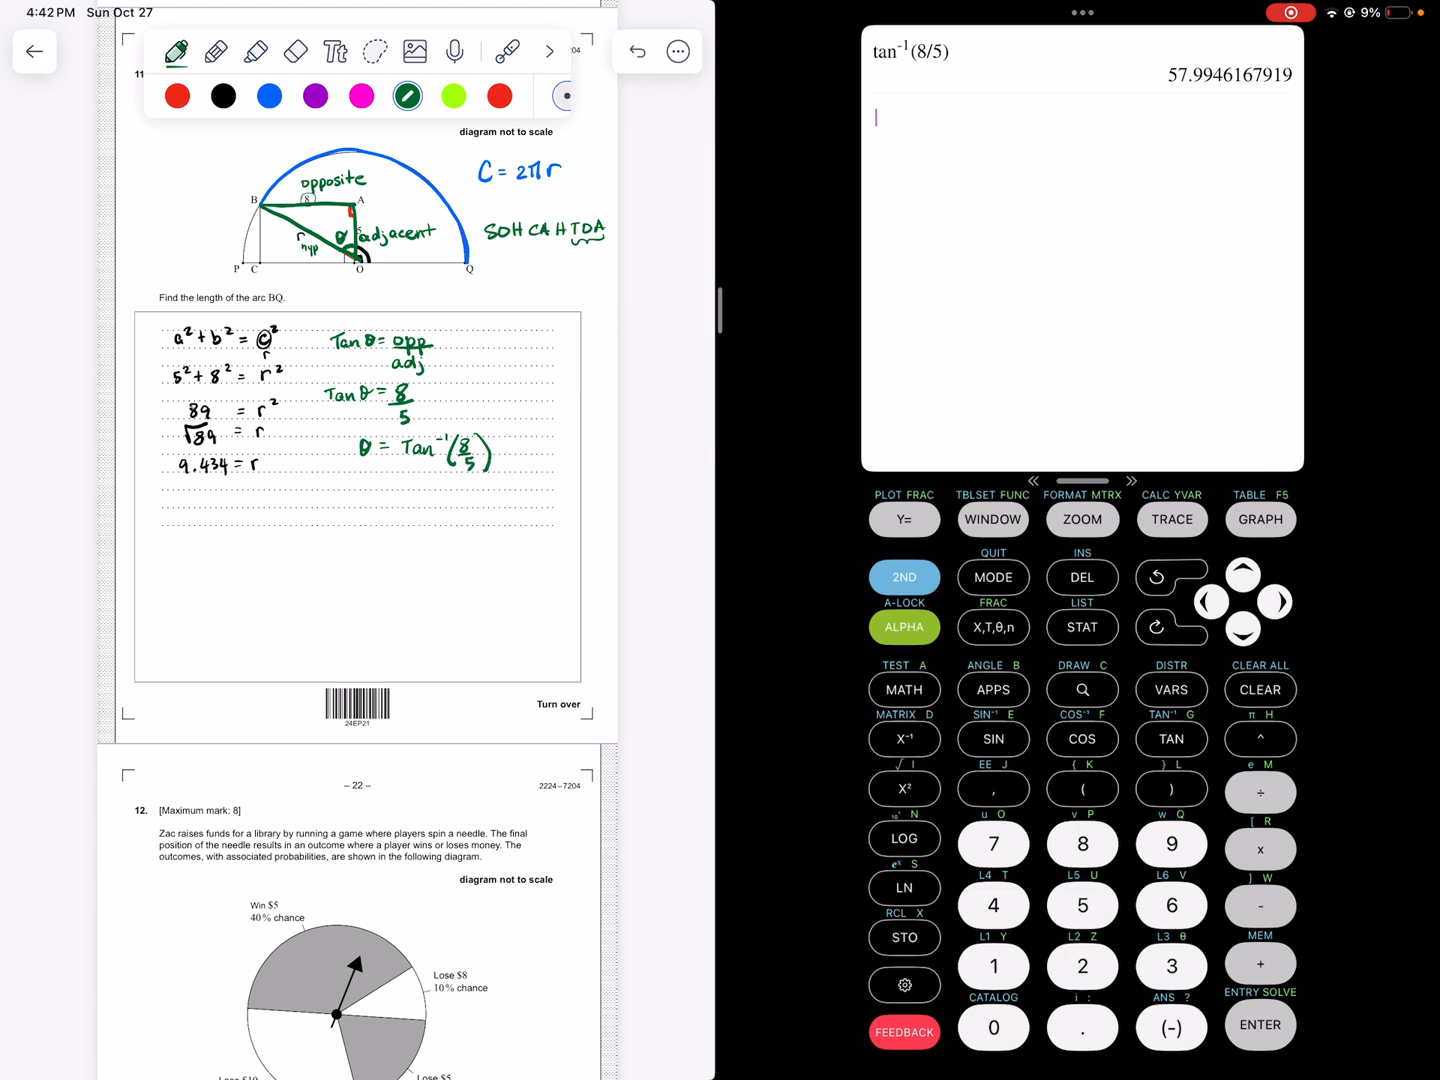 4:42 PM Sun Oct 27
9%
Tt
04
11
diagram not to scale
C = 2πr
opposite
B
8
A
5
r
hyp
θ
adjacent
SOH CAH TOA
P
C
O
Q
Find the length of the arc BQ.
a² + b² = c²
r
5² + 8² = r²
89 = r²
√89 = r
9.434 = r
Tan θ = opp
adj
Tan θ = 8
5
θ = Tan⁻¹(8/5)
24EP21
Turn over
– 22 –
2224–7204
12. [Maximum mark: 8]
Zac raises funds for a library by running a game where players spin a needle. The final
position of the needle results in an outcome where a player wins or loses money. The
outcomes, with associated probabilities, are shown in the following diagram.
diagram not to scale
Win $5
40% chance
Lose $8
10% chance
Lose $10
Lose $5
tan⁻¹(8/5)
57.9946167919
PLOT FRAC TBLSET FUNC FORMAT MTRX CALC YVAR TABLE F5
Y= WINDOW ZOOM TRACE GRAPH
QUIT INS
2ND MODE DEL
A-LOCK FRAC LIST
ALPHA X,T,θ,n STAT
TEST A ANGLE B DRAW C DISTR CLEAR ALL
MATH APPS VARS CLEAR
MATRIX D SIN⁻¹ E COS⁻¹ F TAN⁻¹ G π H
X⁻¹ SIN COS TAN ^
√ I EE J { K } L e M
X² , ( ) ÷
10ˣ N u O v P w Q [ R
LOG 7 8 9 x
eˣ S L4 T L5 U L6 V ] W
LN 4 5 6 -
RCL X L1 Y L2 Z L3 θ MEM
STO 1 2 3 +
CATALOG i : ANS ? ENTRY SOLVE
FEEDBACK 0 . (-) ENTER